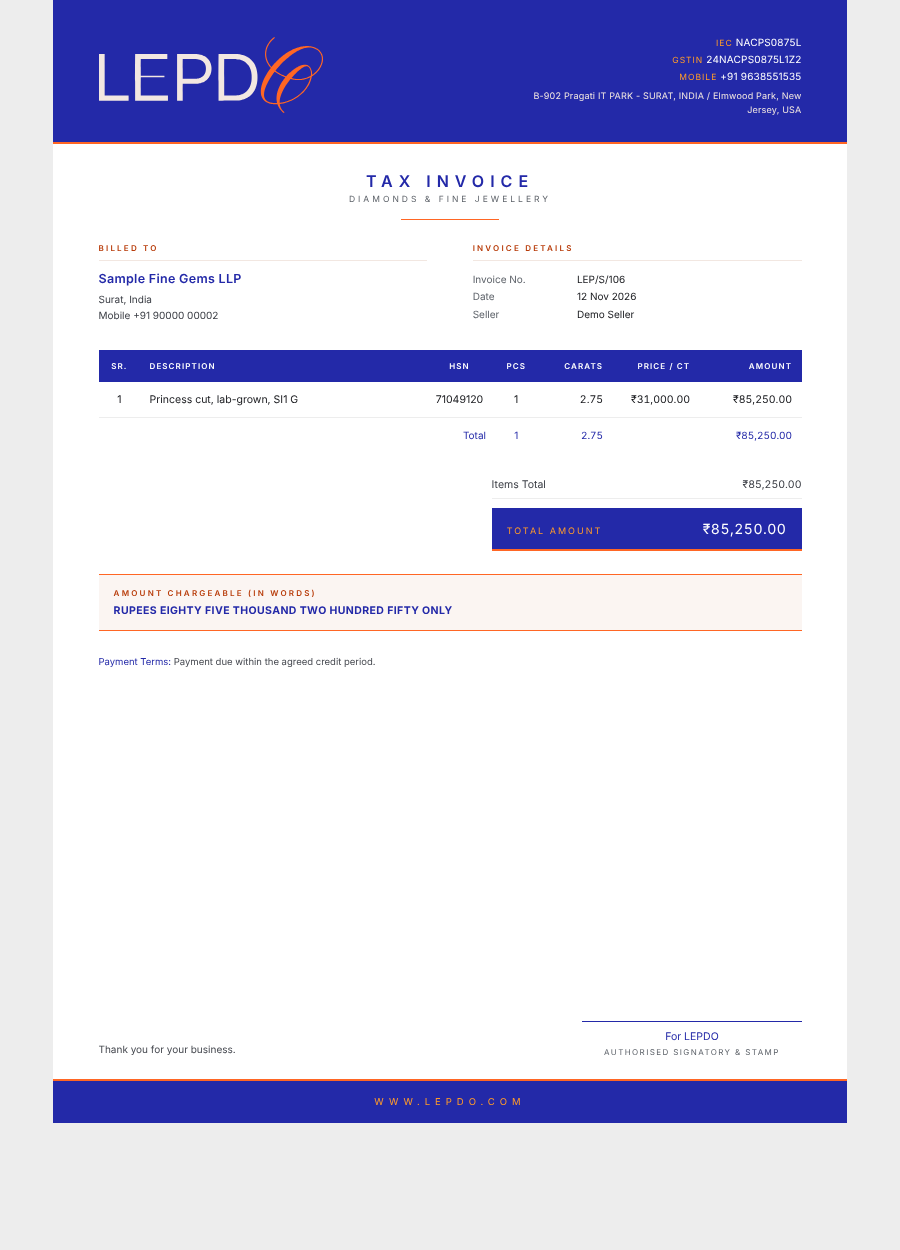 LEPDO
IEC NACPS0875L
GSTIN 24NACPS0875L1Z2
MOBILE +91 9638551535
B-902 Pragati IT PARK - SURAT, INDIA / Elmwood Park, New
Jersey, USA
TAX INVOICE
DIAMONDS & FINE JEWELLERY
BILLED TO
Sample Fine Gems LLP
Surat, India
Mobile +91 90000 00002
INVOICE DETAILS
Invoice No. LEP/S/106
Date 12 Nov 2026
Seller Demo Seller
SR. DESCRIPTION HSN PCS CARATS PRICE / CT AMOUNT
1 Princess cut, lab-grown, SI1 G 71049120 1 2.75 ₹31,000.00 ₹85,250.00
Total 1 2.75 ₹85,250.00
Items Total ₹85,250.00
TOTAL AMOUNT ₹85,250.00
AMOUNT CHARGEABLE (IN WORDS)
RUPEES EIGHTY FIVE THOUSAND TWO HUNDRED FIFTY ONLY
Payment Terms: Payment due within the agreed credit period.
Thank you for your business.
For LEPDO
AUTHORISED SIGNATORY & STAMP
WWW.LEPDO.COM